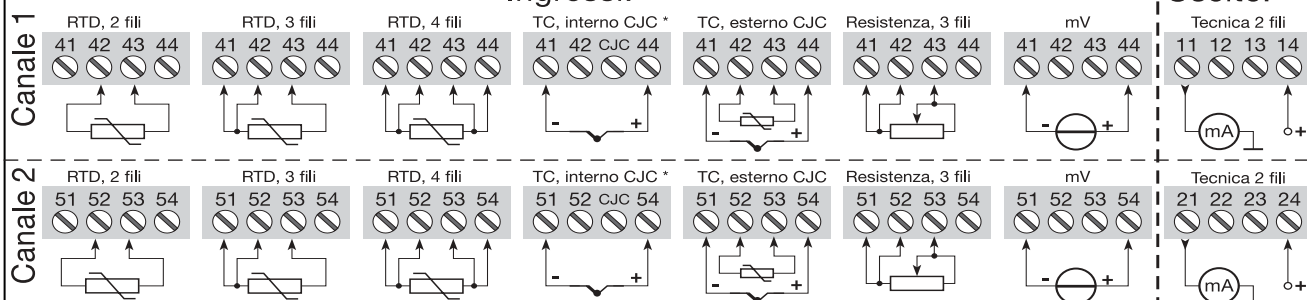 Canale 1
RTD, 2 fili RTD, 3 fili RTD, 4 fili TC, interno CJC * TC, esterno CJC Resistenza, 3 fili mV Tecnica 2 fili
41 42 43 44 41 42 43 44 41 42 43 44 41 42 CJC 44 41 42 43 44 41 42 43 44 41 42 43 44 11 12 13 14
- + - + - + mA +
Canale 2
RTD, 2 fili RTD, 3 fili RTD, 4 fili TC, interno CJC * TC, esterno CJC Resistenza, 3 fili mV Tecnica 2 fili
51 52 53 54 51 52 53 54 51 52 53 54 51 52 CJC 54 51 52 53 54 51 52 53 54 51 52 53 54 21 22 23 24
- + - + - + mA +